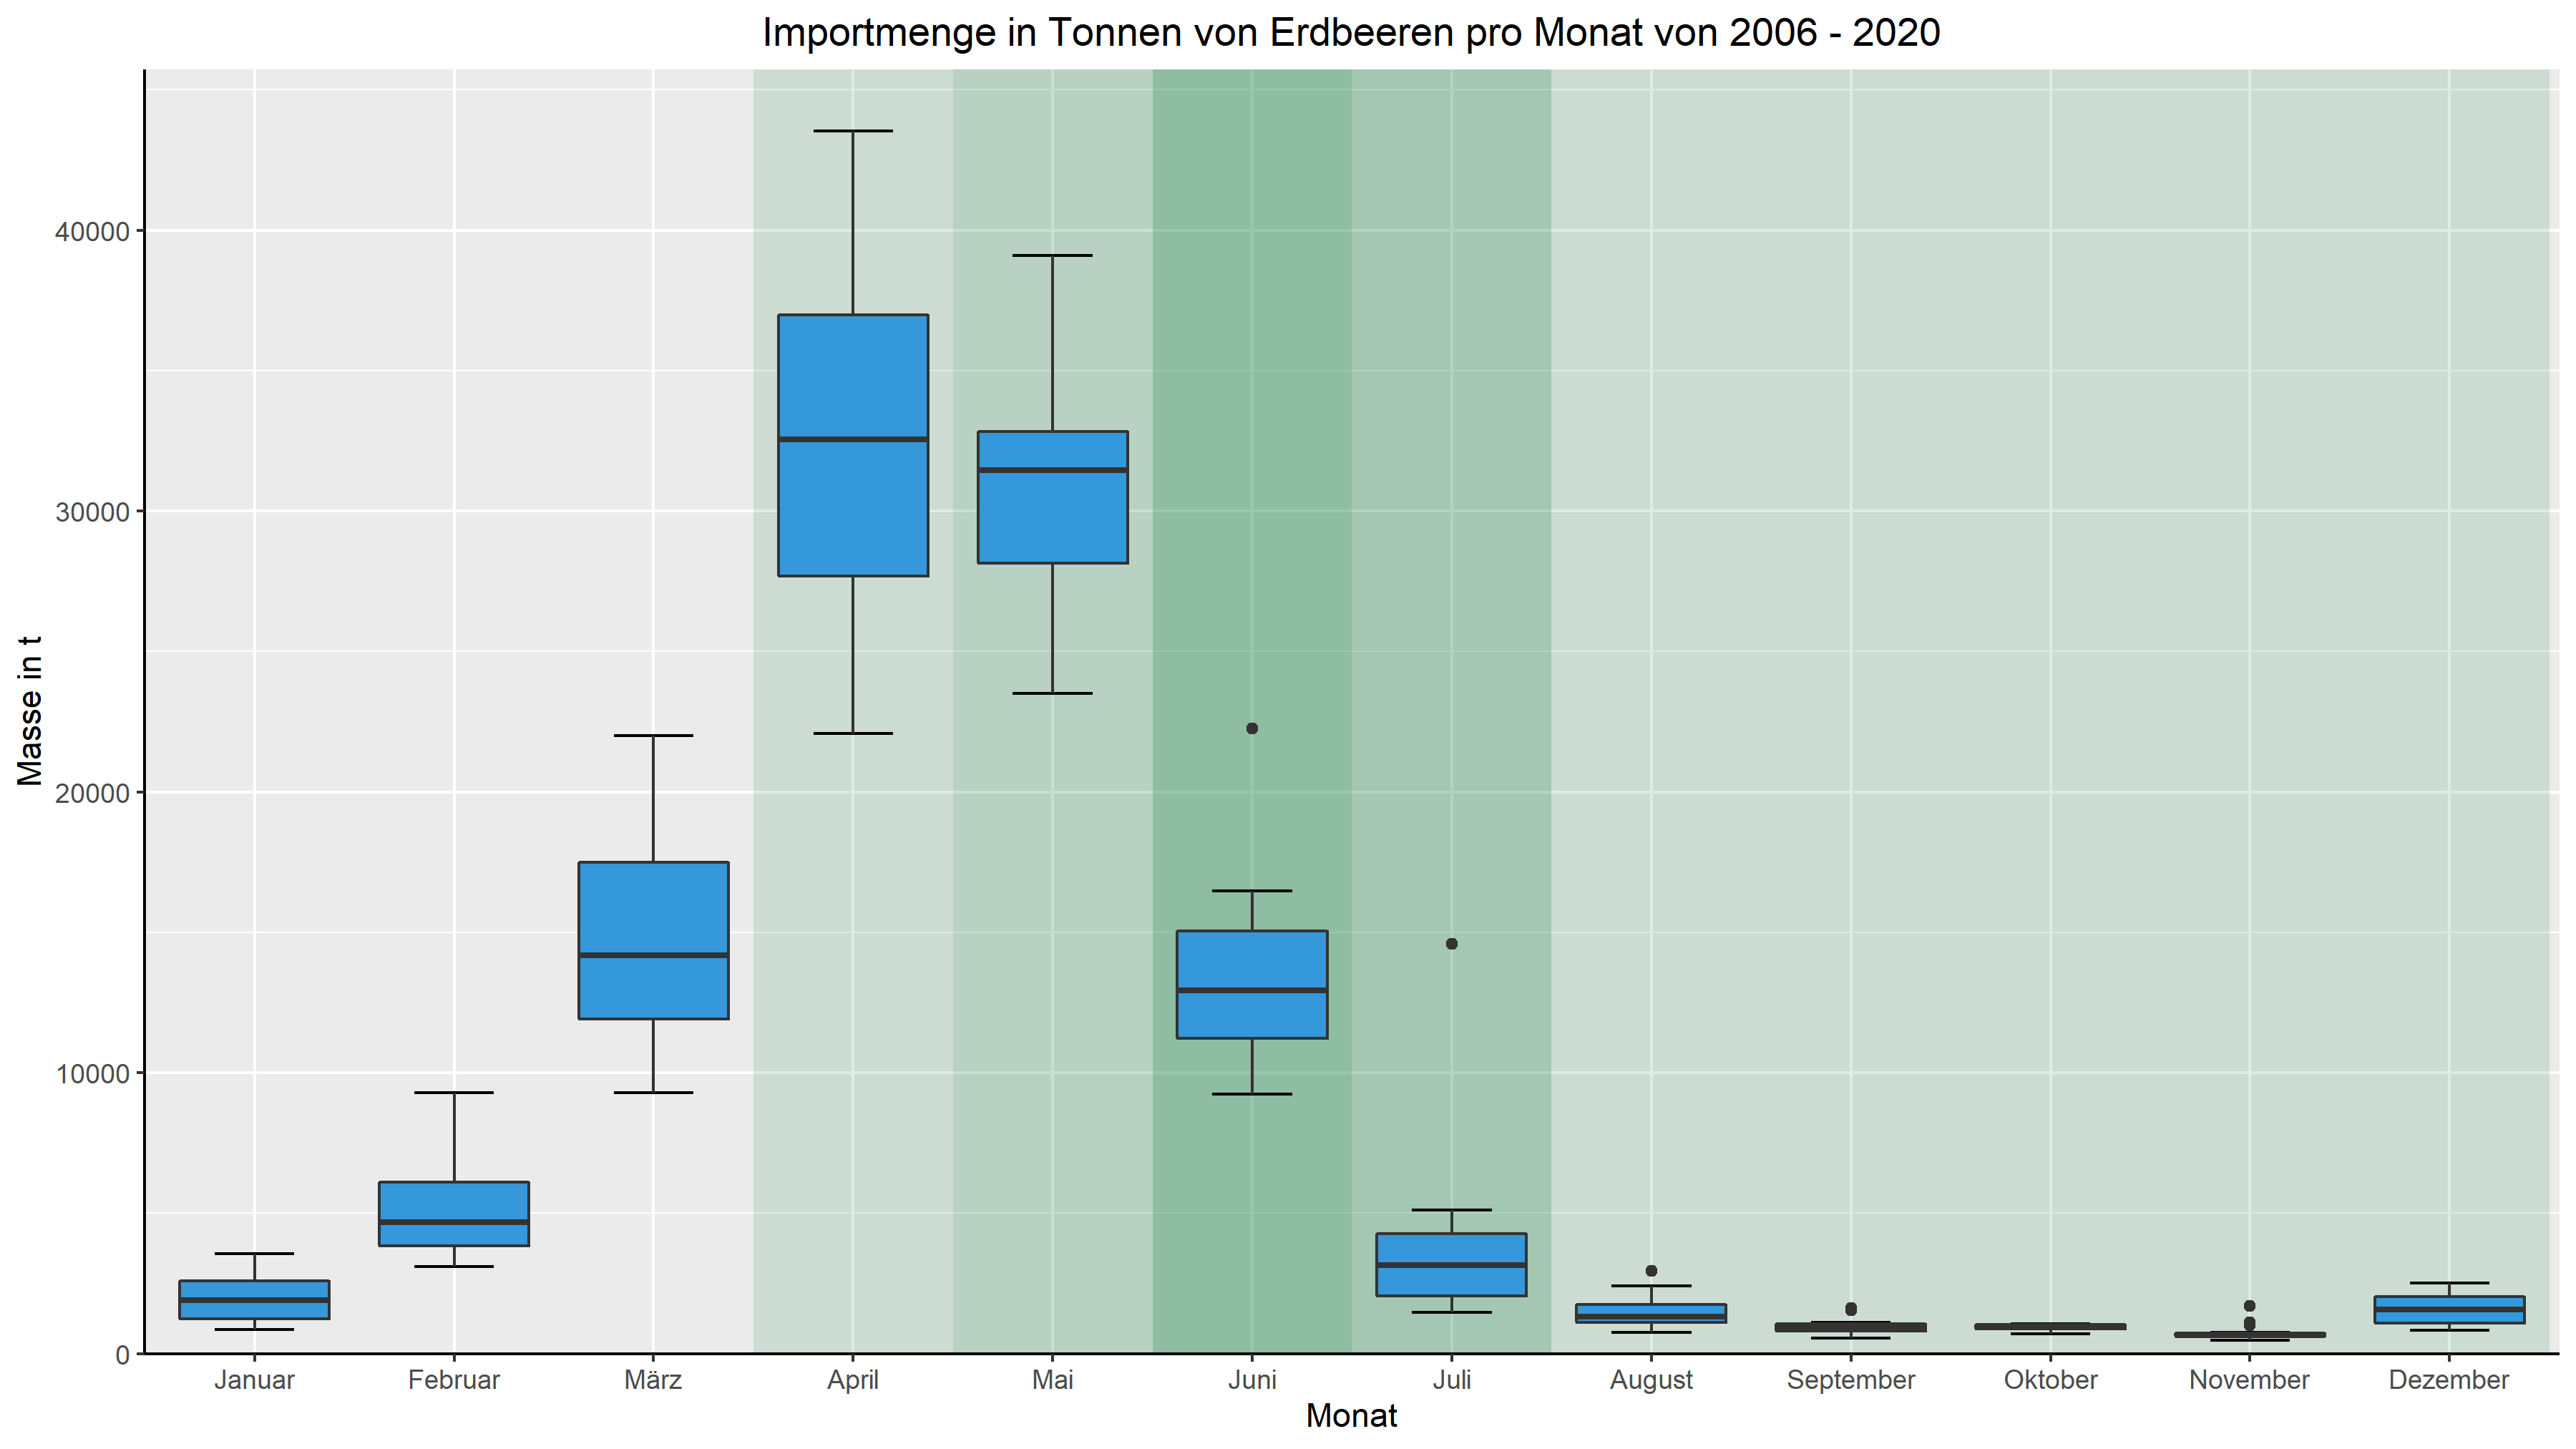 Importmenge in Tonnen von Erdbeeren pro Monat von 2006 - 2020
Masse in t
40000
30000
20000
10000
0
Januar Februar März April Mai Juni Juli August September Oktober November Dezember
Monat